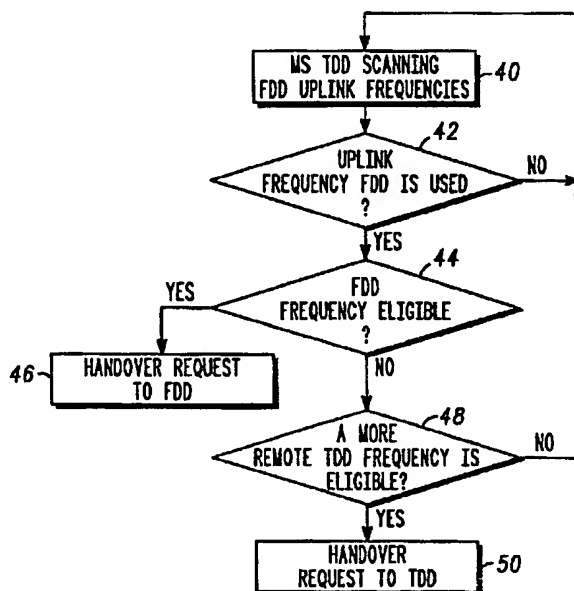 MS TDD SCANNING
FDD UPLINK FREQUENCIES
40
42
UPLINK
FREQUENCY FDD IS USED
?
NO
YES
44
FDD
FREQUENCY ELIGIBLE
?
YES
46
HANDOVER REQUEST
TO FDD
NO
48
A MORE
REMOTE TDD FREQUENCY IS
ELIGIBLE?
NO
YES
HANDOVER
REQUEST TO TDD
50